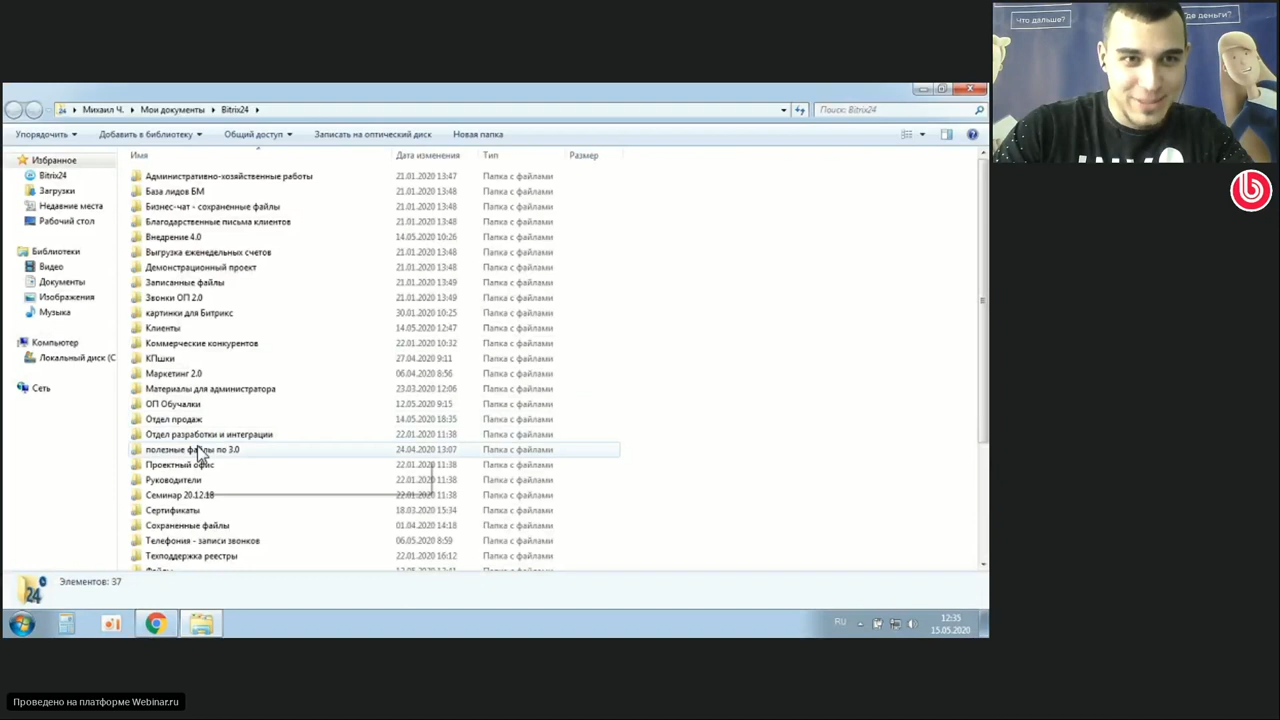 Что дальше?
Где деньги?
Михаил Ч. Мои документы Bitrix24
Поиск: Bitrix24
Упорядочить Добавить в библиотеку Общий доступ Записать на оптический диск Новая папка
Избранное
Bitrix24
Загрузки
Недавние места
Рабочий стол
Библиотеки
Видео
Документы
Изображения
Музыка
Компьютер
Локальный диск (C
Сеть
Имя Дата изменения Тип Размер
Административно-хозяйственные работы 21.01.2020 13:47 Папка с файлами
База лидов БМ 21.01.2020 13:48 Папка с файлами
Бизнес-чат - сохраненные файлы 21.01.2020 13:48 Папка с файлами
Благодарственные письма клиентов 21.01.2020 13:48 Папка с файлами
Внедрение 4.0 14.05.2020 10:26 Папка с файлами
Выгрузка еженедельных счетов 21.01.2020 13:48 Папка с файлами
Демонстрационный проект 21.01.2020 13:48 Папка с файлами
Записанные файлы 21.01.2020 13:49 Папка с файлами
Звонки ОП 2.0 21.01.2020 13:49 Папка с файлами
картинки для Битрикс 30.01.2020 10:25 Папка с файлами
Клиенты 14.05.2020 12:47 Папка с файлами
Коммерческие конкурентов 22.01.2020 10:32 Папка с файлами
КПшки 27.04.2020 9:11 Папка с файлами
Маркетинг 2.0 06.04.2020 8:56 Папка с файлами
Материалы для администратора 23.03.2020 12:06 Папка с файлами
ОП Обучалки 12.05.2020 9:15 Папка с файлами
Отдел продаж 14.05.2020 18:35 Папка с файлами
Отдел разработки и интеграции 22.01.2020 11:38 Папка с файлами
полезные файлы по 3.0 24.04.2020 13:07 Папка с файлами
Проектный офис 22.01.2020 11:38 Папка с файлами
Руководители 22.01.2020 11:38 Папка с файлами
Семинар 20.12.18 22.01.2020 11:38 Папка с файлами
Сертификаты 18.03.2020 15:34 Папка с файлами
Сохраненные файлы 01.04.2020 14:18 Папка с файлами
Телефония - записи звонков 06.05.2020 8:59 Папка с файлами
Техподдержка реестры 22.01.2020 16:12 Папка с файлами
24 Элементов: 37
RU 12:35
15.05.2020
Проведено на платформе Webinar.ru